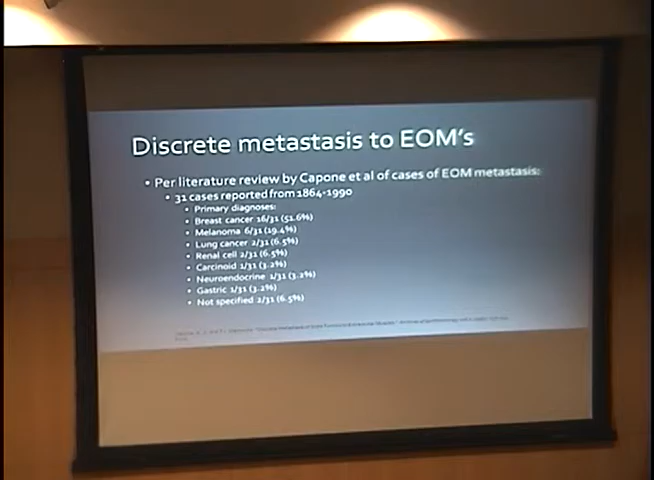 Discrete metastasis to EOM's
• Per literature review by Capone et al of cases of EOM metastasis:
• 31 cases reported from 1864-1990
• Primary diagnoses:
• Breast cancer 16/31 (51.6%)
• Melanoma 6/31 (19.4%)
• Lung cancer 2/31 (6.5%)
• Renal cell 2/31 (6.5%)
• Carcinoid 1/31 (3.2%)
• Neuroendocrine 1/31 (3.2%)
• Gastric 1/31 (3.2%)
• Not specified 2/31 (6.5%)